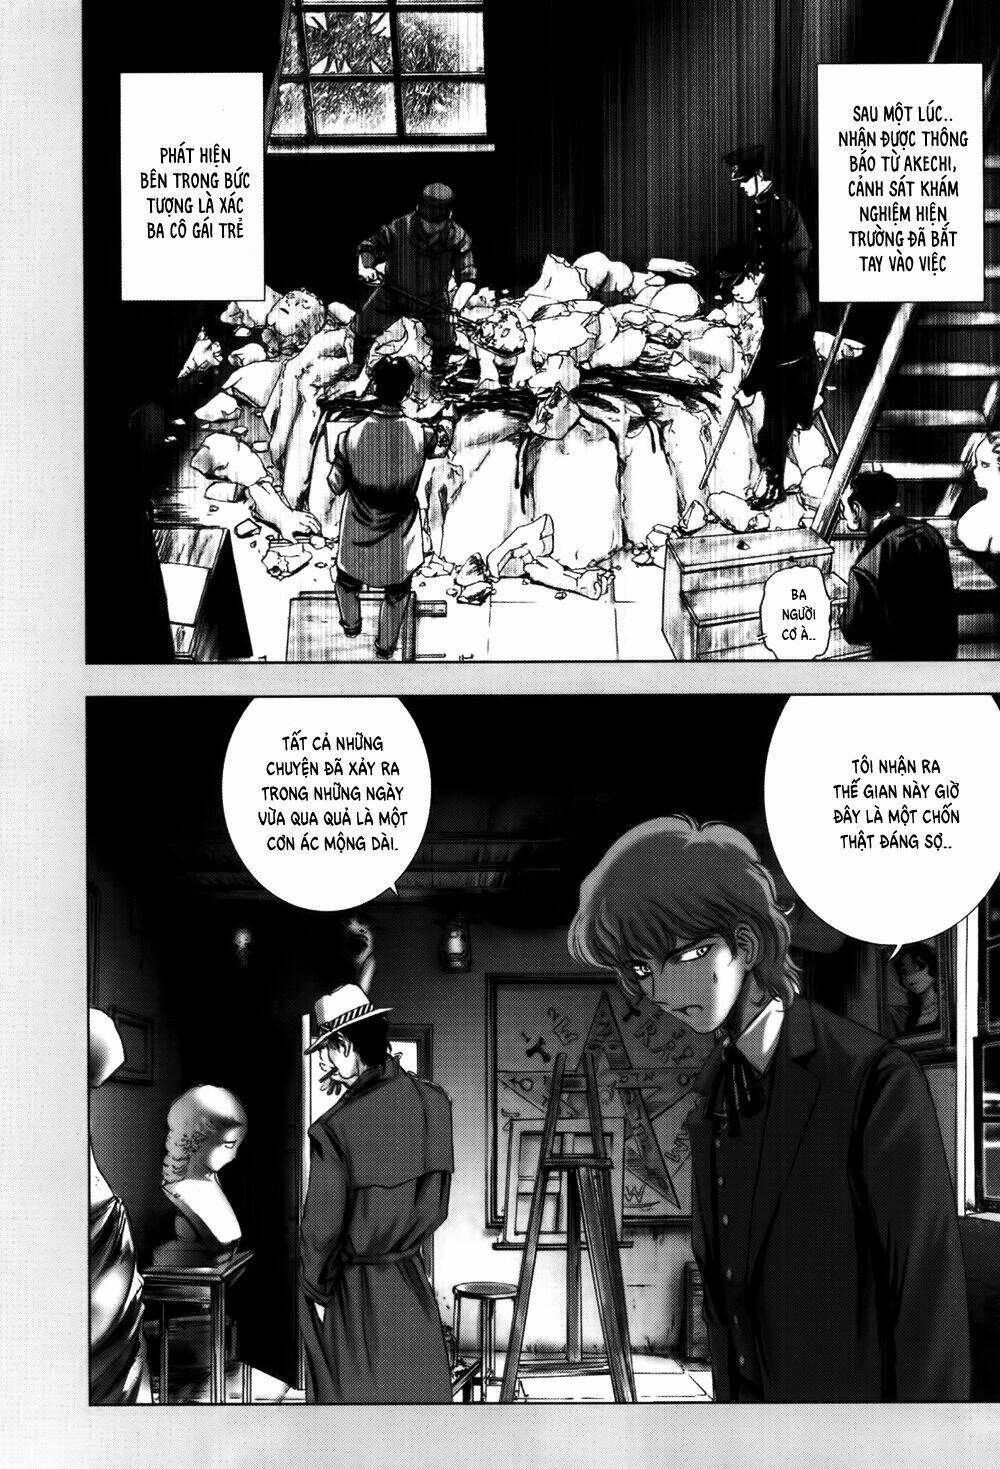 SAU MỘT LÚC..
NHẬN ĐƯỢC THÔNG
BÁO TỪ AKECHI,
CẢNH SÁT KHÁM
NGHIỆM HIỆN
TRƯỜNG ĐÃ BẮT
TAY VÀO VIỆC
PHÁT HIỆN
BÊN TRONG BỨC
TƯỢNG LÀ XÁC
BA CÔ GÁI TRẺ
BA
NGƯỜI
CƠ À..
TÔI NHẬN RA
THẾ GIAN NÀY GIỜ
ĐÂY LÀ MỘT CHỐN
THẬT ĐÁNG SỢ..
TẤT CẢ NHỮNG
CHUYỆN ĐÃ XẢY RA
TRONG NHỮNG NGÀY
VỪA QUA QUẢ LÀ MỘT
CƠN ÁC MỘNG DÀI.